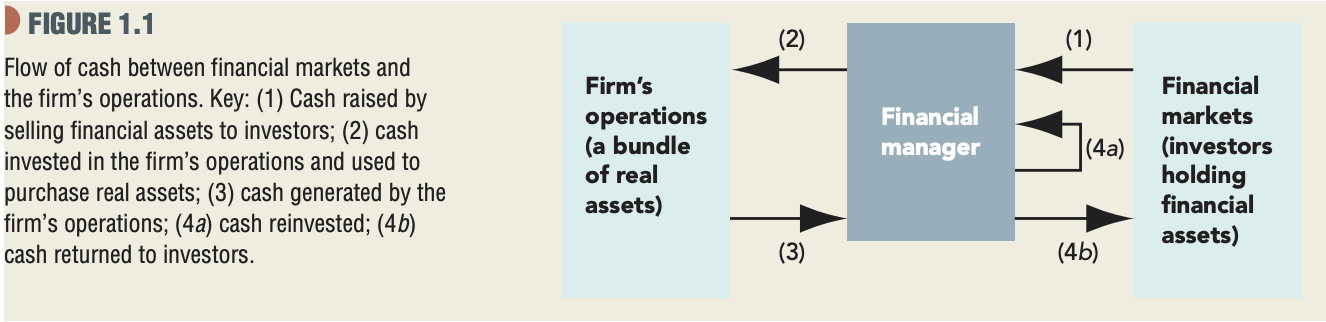 FIGURE 1.1
Flow of cash between financial markets and
the firm's operations. Key: (1) Cash raised by
selling financial assets to investors; (2) cash
invested in the firm's operations and used to
purchase real assets; (3) cash generated by the
firm's operations; (4a) cash reinvested; (4b)
cash returned to investors.
Firm's
operations
(a bundle
of real
assets)
(2)
(3)
Financial
manager
(1)
(4a)
(4b)
Financial
markets
(investors
holding
financial
assets)